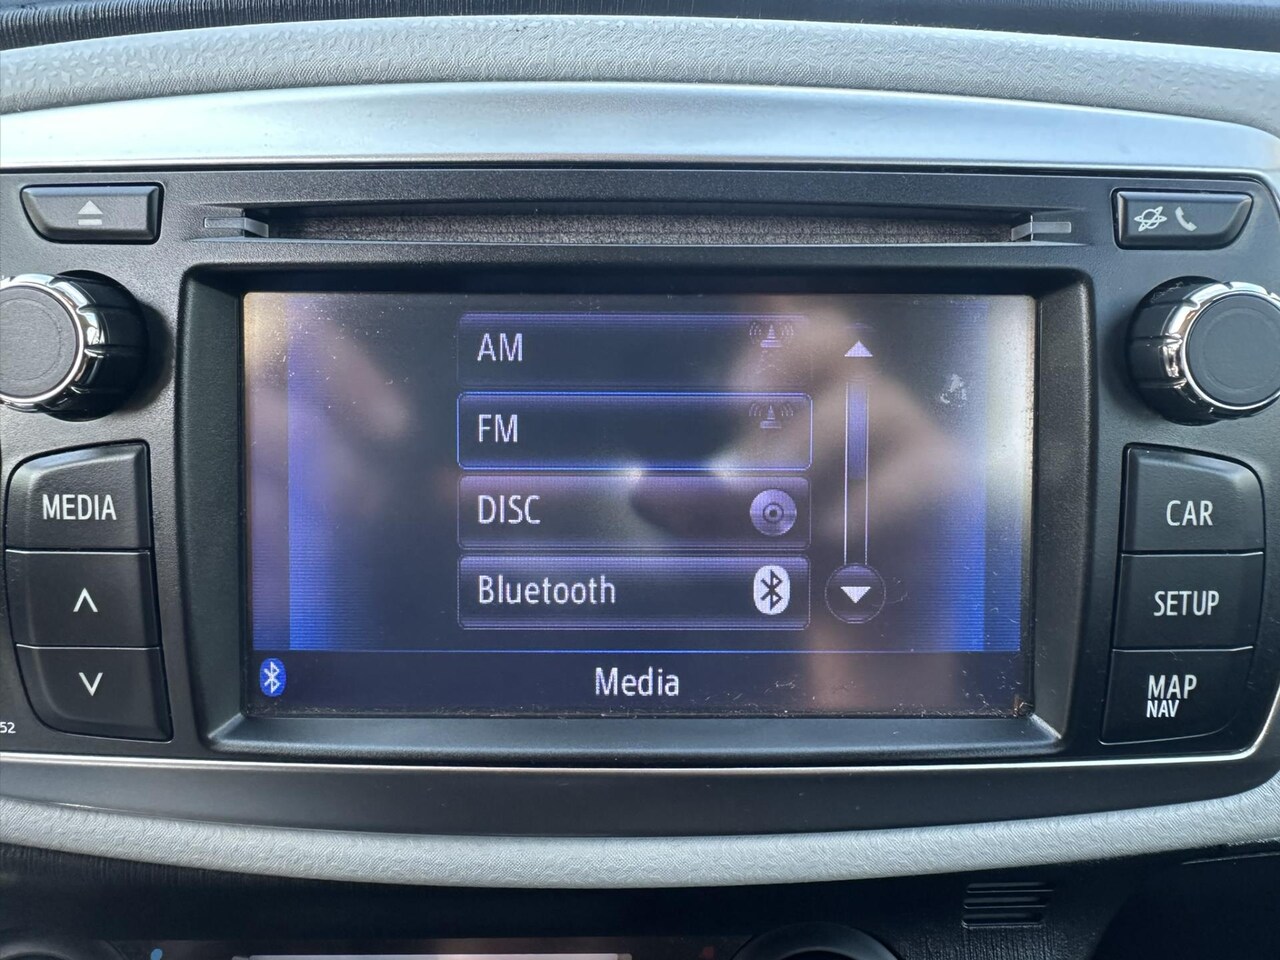 AM
FM
DISC
Bluetooth
Media
MEDIA
52
CAR
SETUP
MAP
NAV